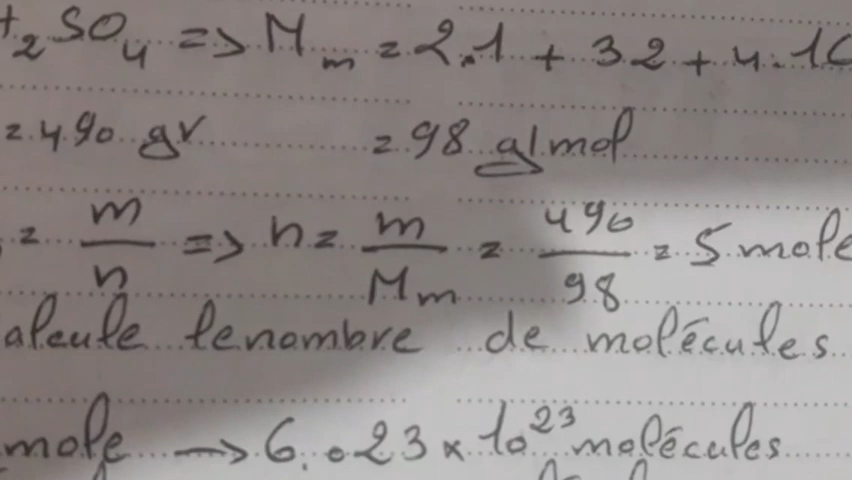 ₂SO₄ => Mm = 2.1 + 32 + 4.1
= 490 gr = 98 g/mol
= m/n => n = m/Mm = 490/98 = 5 mole
alcule le nombre de molécules
mole → 6.023 × 10²³ molécules